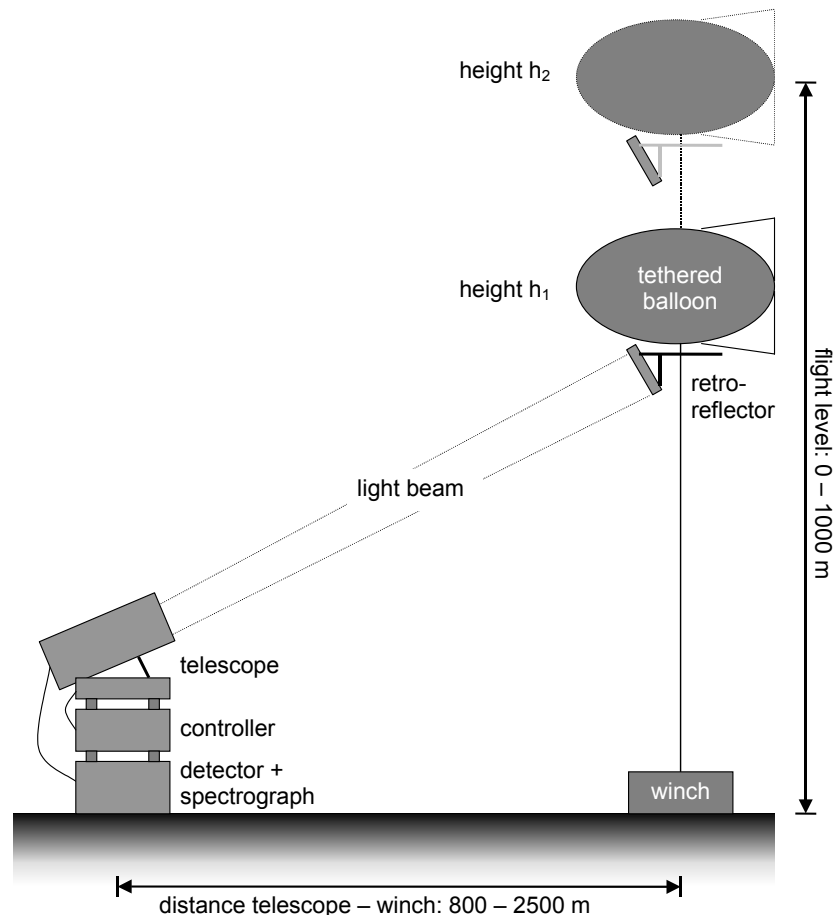 height h₂
height h₁
tethered
balloon
retro-
reflector
flight level: 0 – 1000 m
light beam
telescope
controller
detector +
spectrograph
winch
distance telescope – winch: 800 – 2500 m